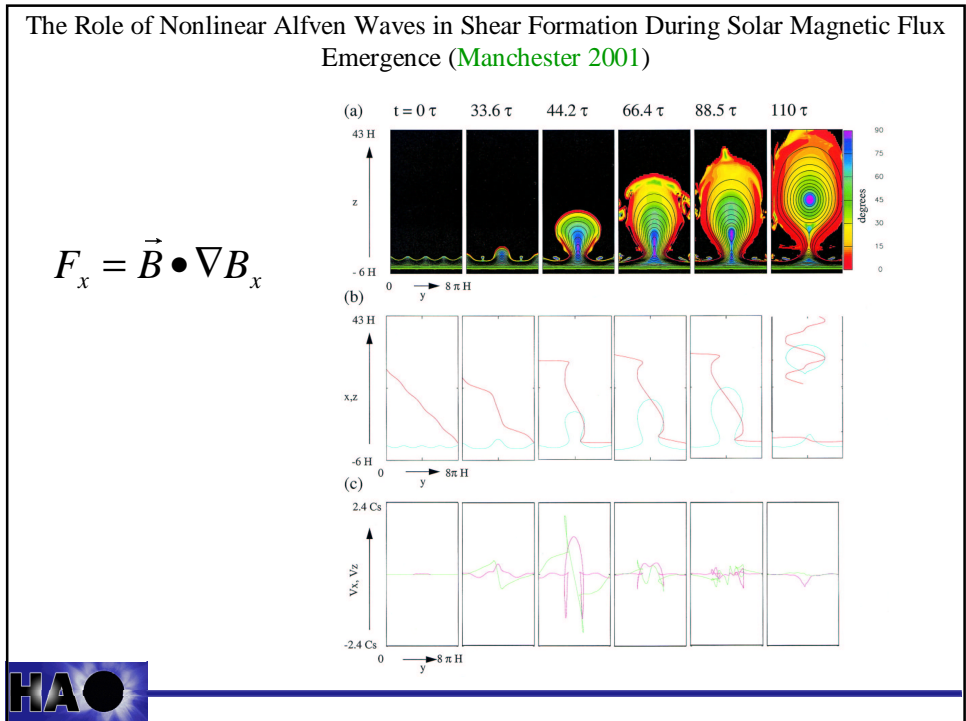 The Role of Nonlinear Alfven Waves in Shear Formation During Solar Magnetic Flux
Emergence (Manchester 2001)
(a) t = 0 τ 33.6 τ 44.2 τ 66.4 τ 88.5 τ 110 τ
43 H
z
- 6 H
0 y 8 π H
90
75
60
45
30
15
0
degrees
F_x = B⃗ • ∇B_x
(b)
43 H
x,z
-6 H
0 y 8π H
(c)
2.4 Cs
Vx, Vz
-2.4 Cs
0 y 8 π H
HAO